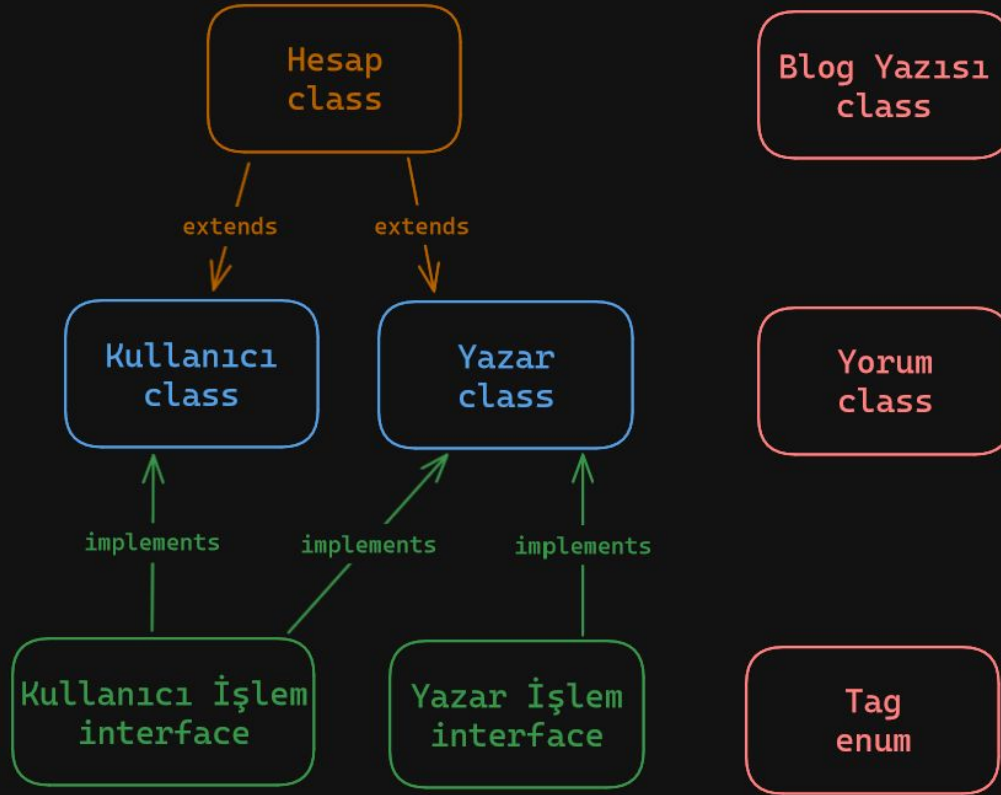 Hesap
class
Blog Yazısı
class
extends
extends
Kullanıcı
class
Yazar
class
Yorum
class
implements
implements
implements
Kullanıcı İşlem
interface
Yazar İşlem
interface
Tag
enum